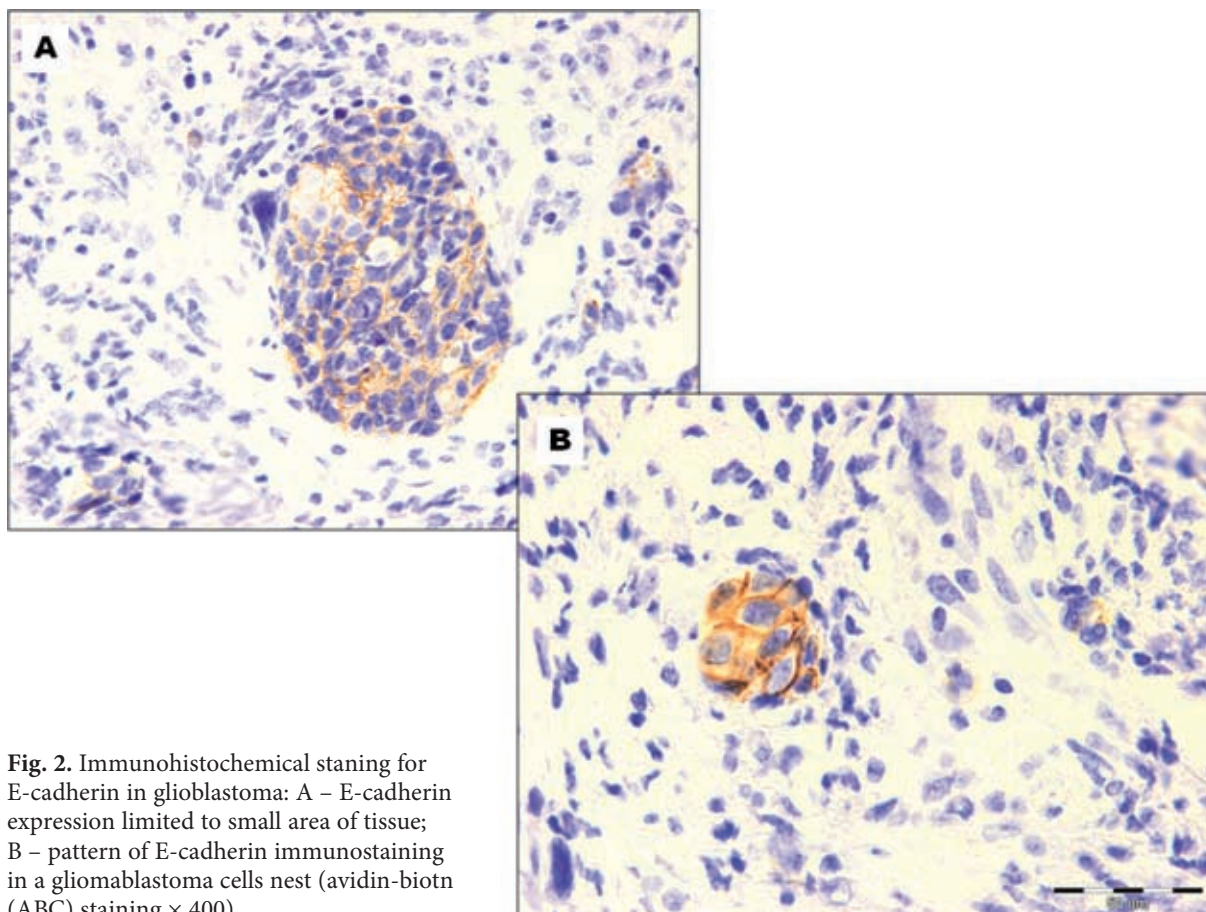 A
B
Fig. 2. Immunohistochemical staning for
E-cadherin in glioblastoma: A – E-cadherin
expression limited to small area of tissue;
B – pattern of E-cadherin immunostaining
in a gliomablastoma cells nest (avidin-biotn
(ABC) staining × 400)